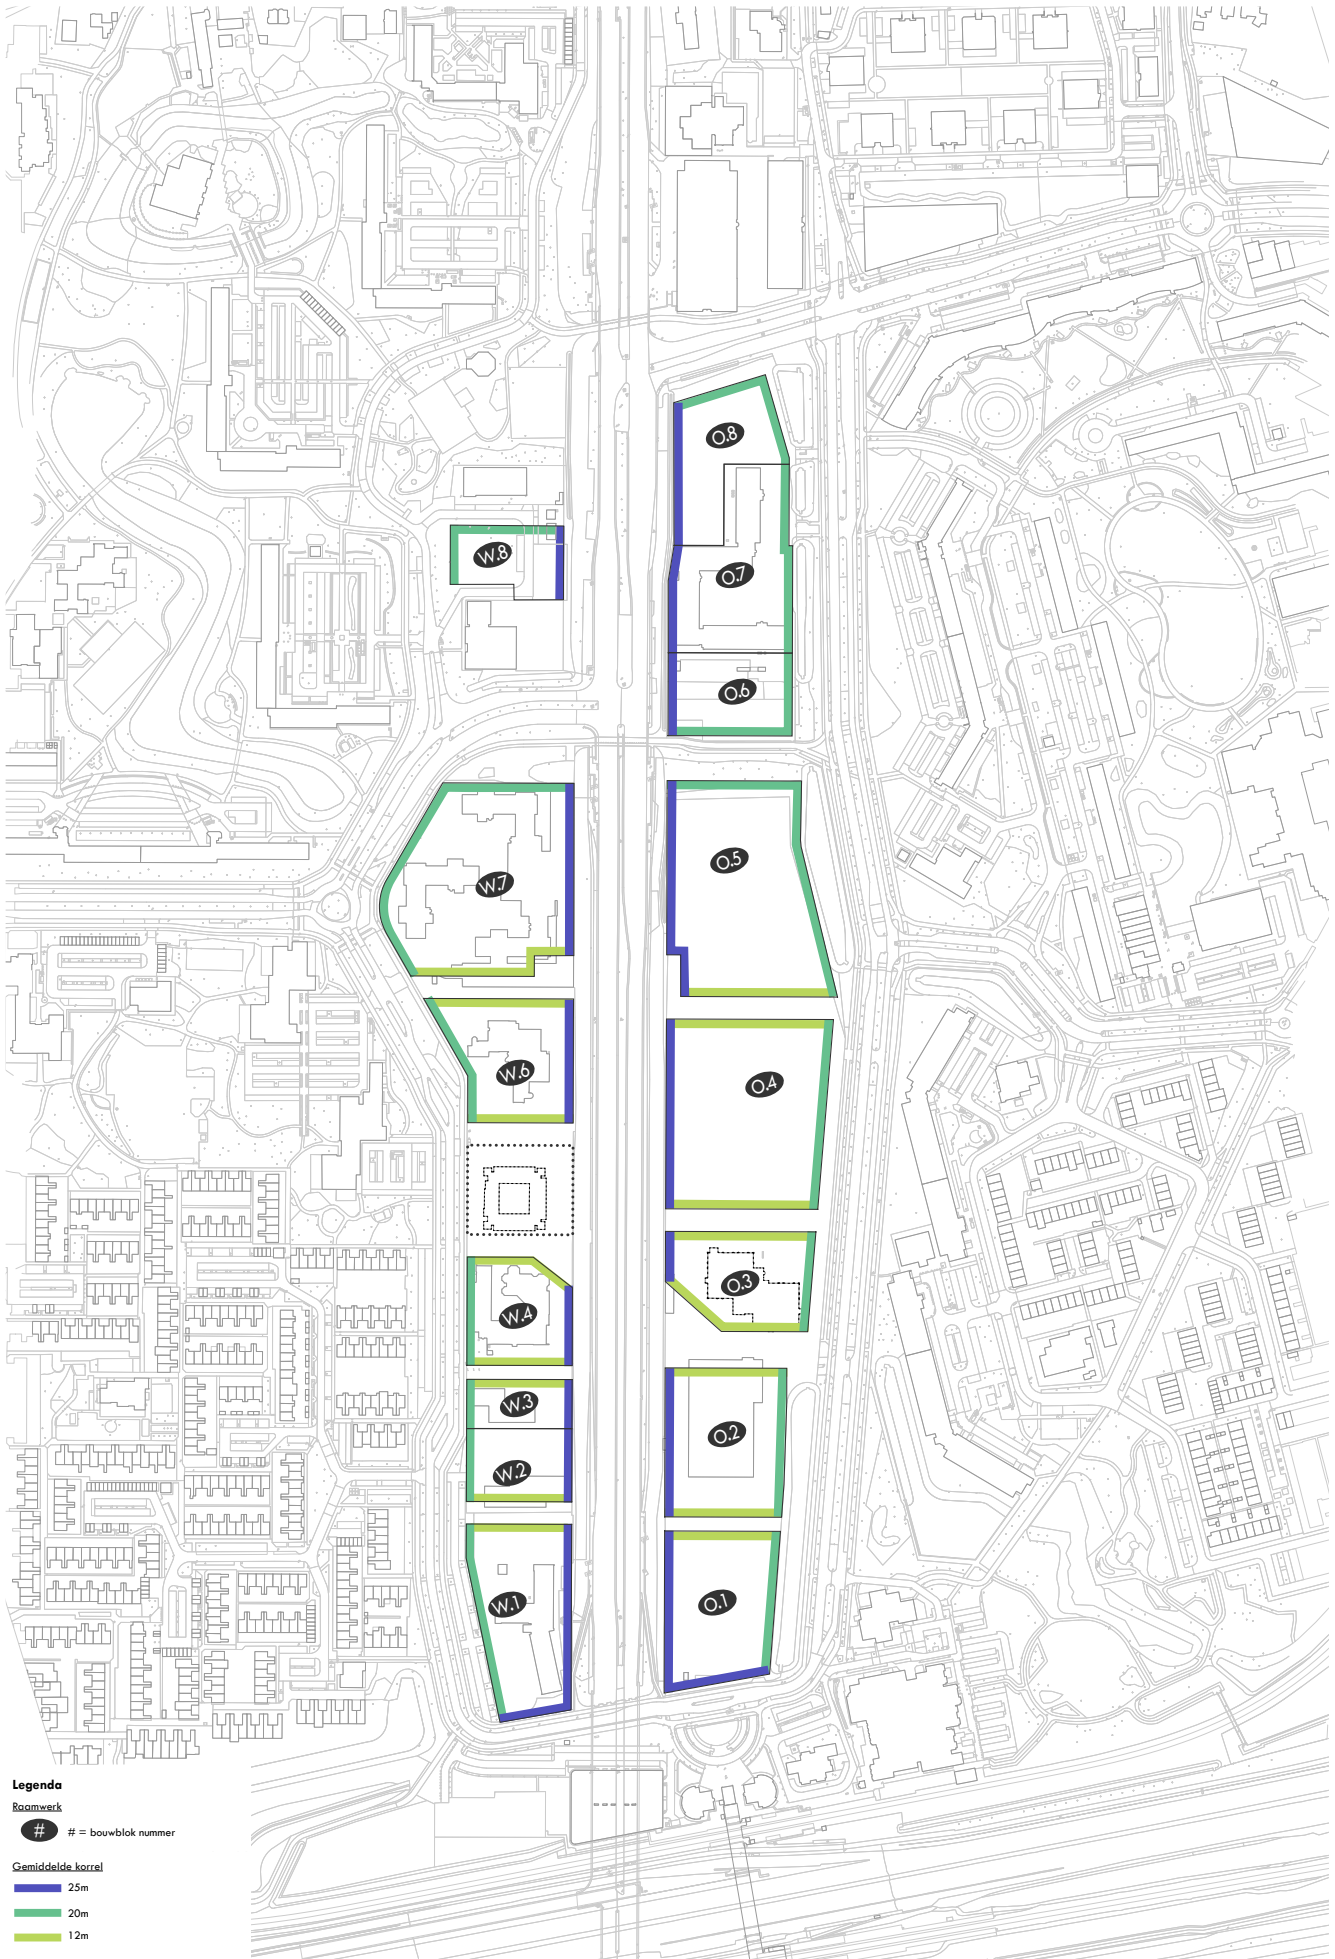 O.8
W.8
O.7
O.6
O.5
W.7
W.6
O.4
O.3
W.4
W.3
O.2
W.2
W.1
O.1
Legenda
Raamwerk
# # = bouwblok nummer
Gemiddelde korrel
25m
20m
12m